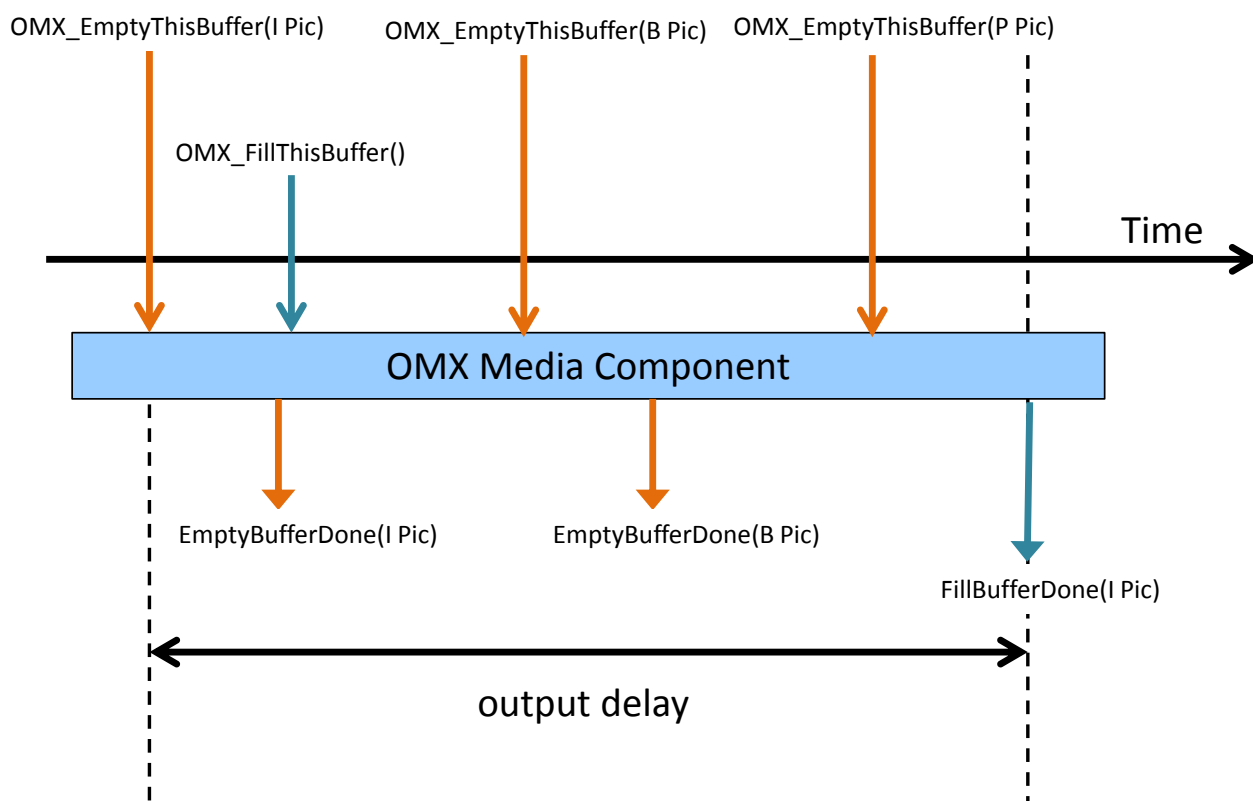 OMX_EmptyThisBuffer(I Pic)
OMX_EmptyThisBuffer(B Pic)
OMX_EmptyThisBuffer(P Pic)
OMX_FillThisBuffer()
Time
OMX Media Component
EmptyBufferDone(I Pic)
EmptyBufferDone(B Pic)
FillBufferDone(I Pic)
output delay